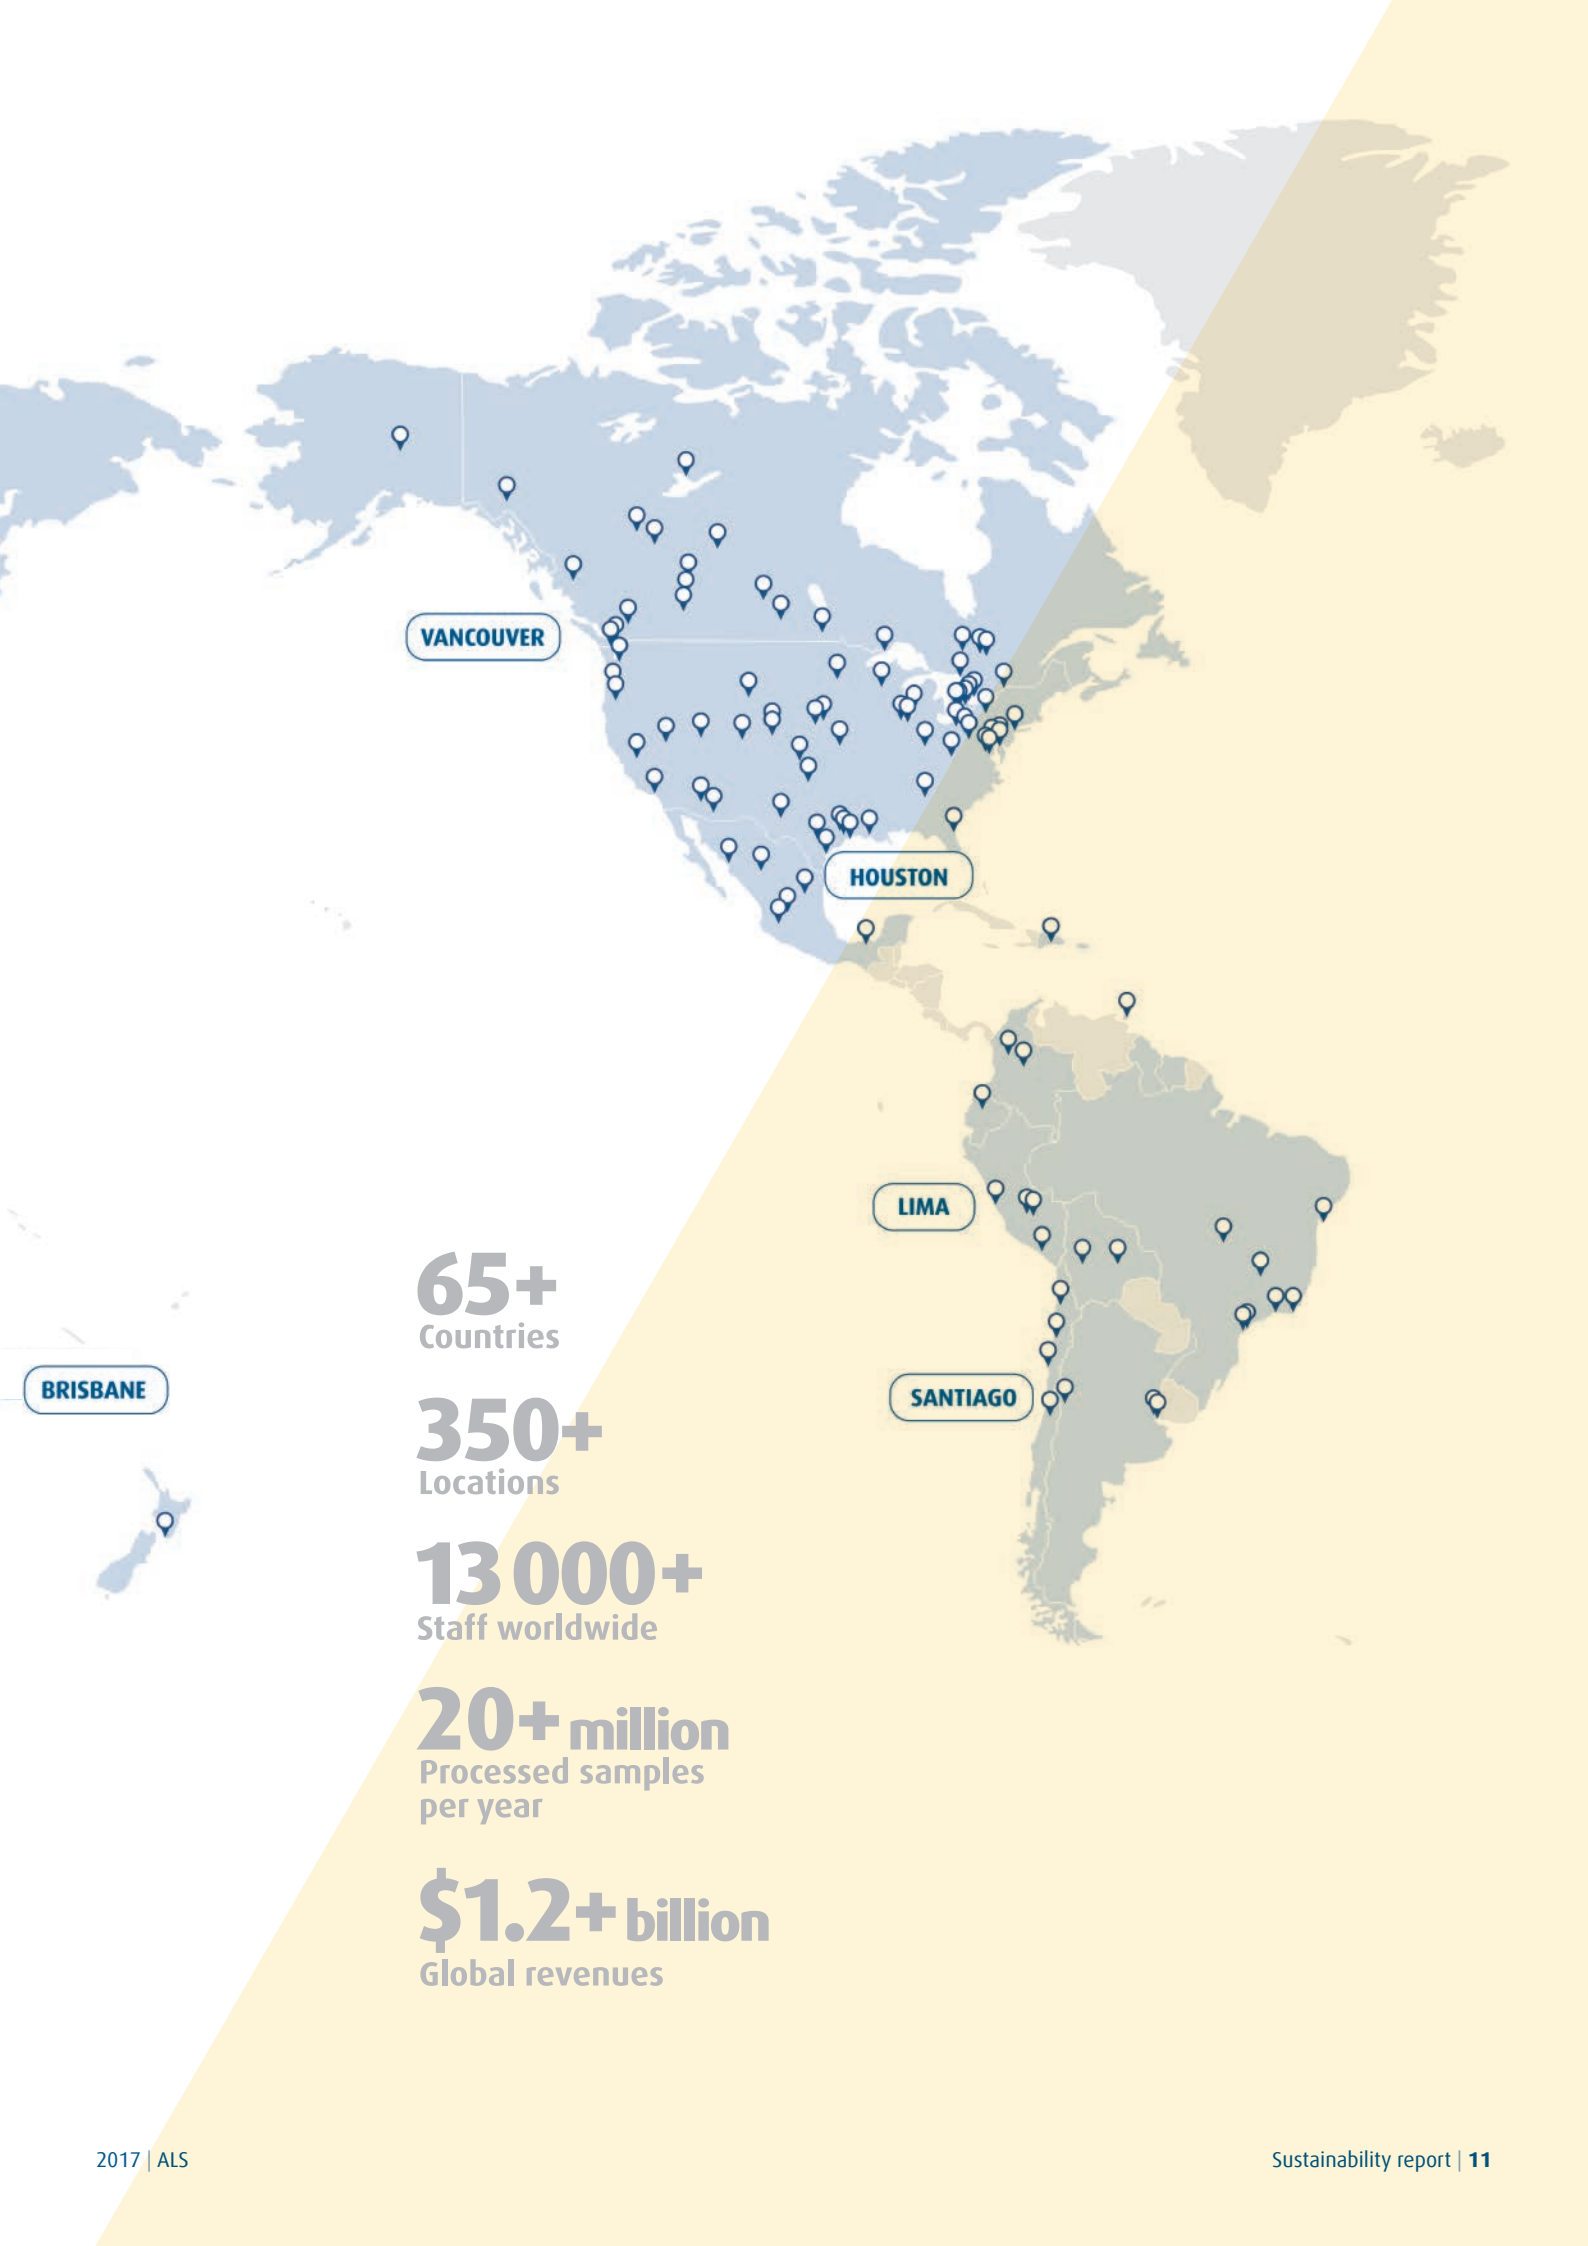 VANCOUVER
HOUSTON
LIMA
65+
Countries
BRISBANE
SANTIAGO
350+
Locations
13 000+
Staff worldwide
20+ million
Processed samples
per year
$1.2+ billion
Global revenues
2017 | ALS
Sustainability report | 11